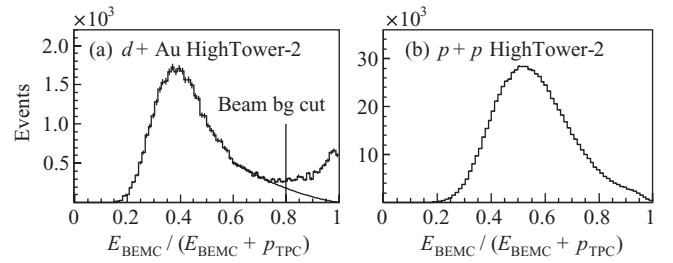 ×10³ ×10³
(a) d + Au HighTower-2 (b) p + p HighTower-2
2.0
1.5
1.0
0.5
30
20
10
Events
Beam bg cut
0 0.2 0.4 0.6 0.8 1 0 0.2 0.4 0.6 0.8 1
E_BEMC / (E_BEMC + p_TPC) E_BEMC / (E_BEMC + p_TPC)